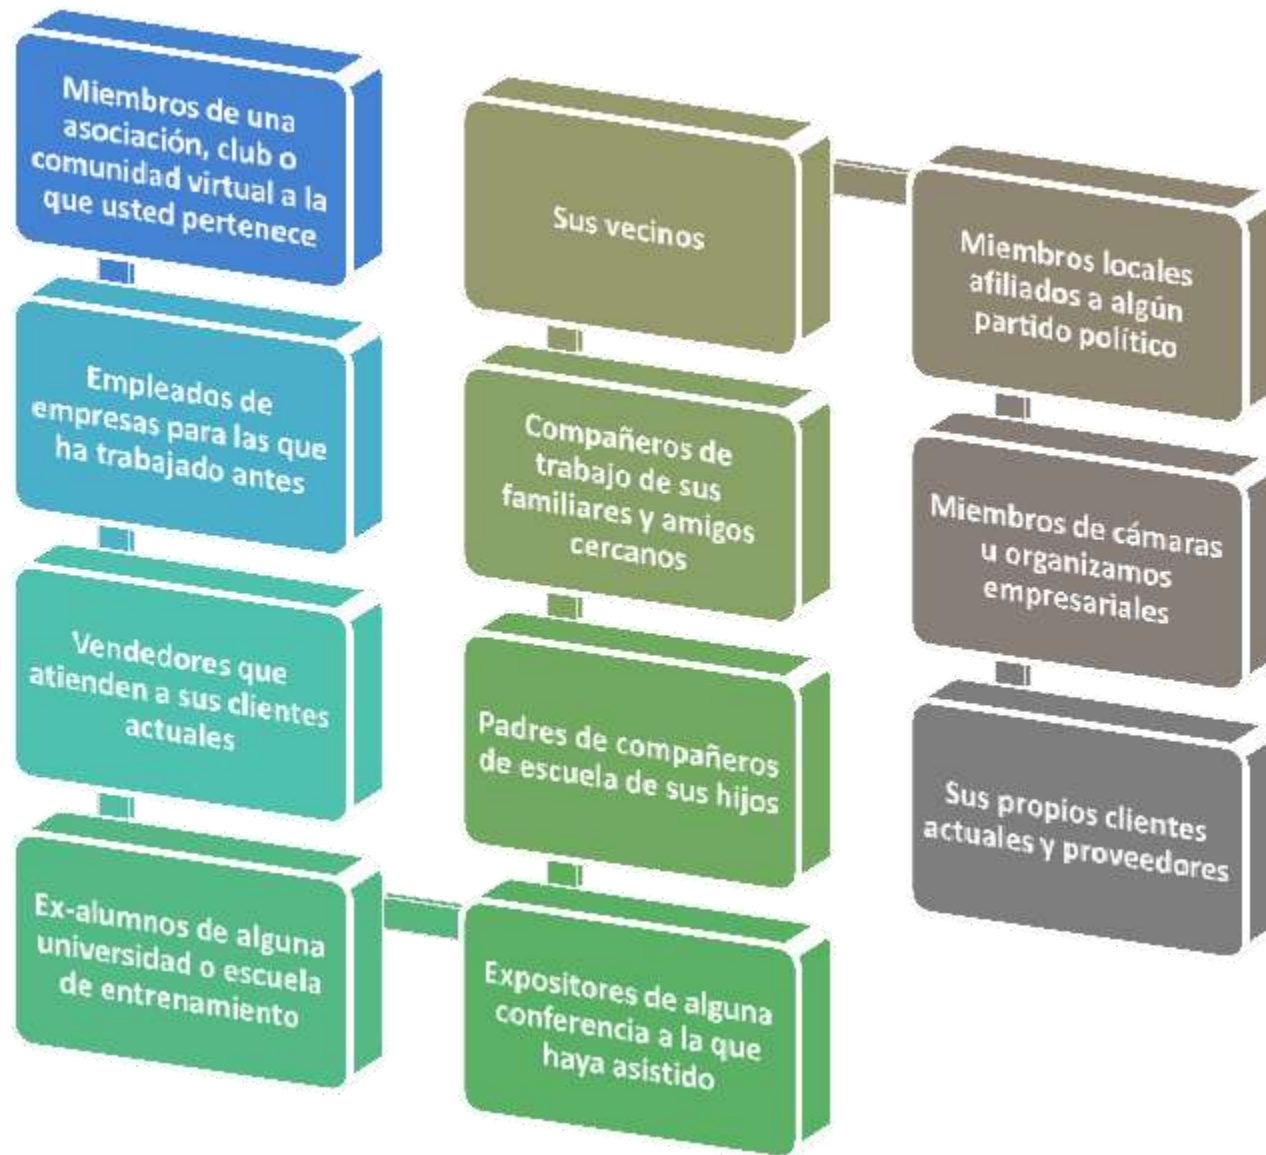 Miembros de una
asociación, club o
comunidad virtual a la
que usted pertenece
Empleados de
empresas para las que
ha trabajado antes
Vendedores que
atienden a sus clientes
actuales
Ex-alumnos de alguna
universidad o escuela
de entrenamiento
Expositores de alguna
conferencia a la que
haya asistido
Padres de compañeros
de escuela de sus hijos
Compañeros de
trabajo de sus
familiares y amigos
cercanos
Sus vecinos
Miembros locales
afiliados a algún
partido político
Miembros de cámaras
u organizamos
empresariales
Sus propios clientes
actuales y proveedores